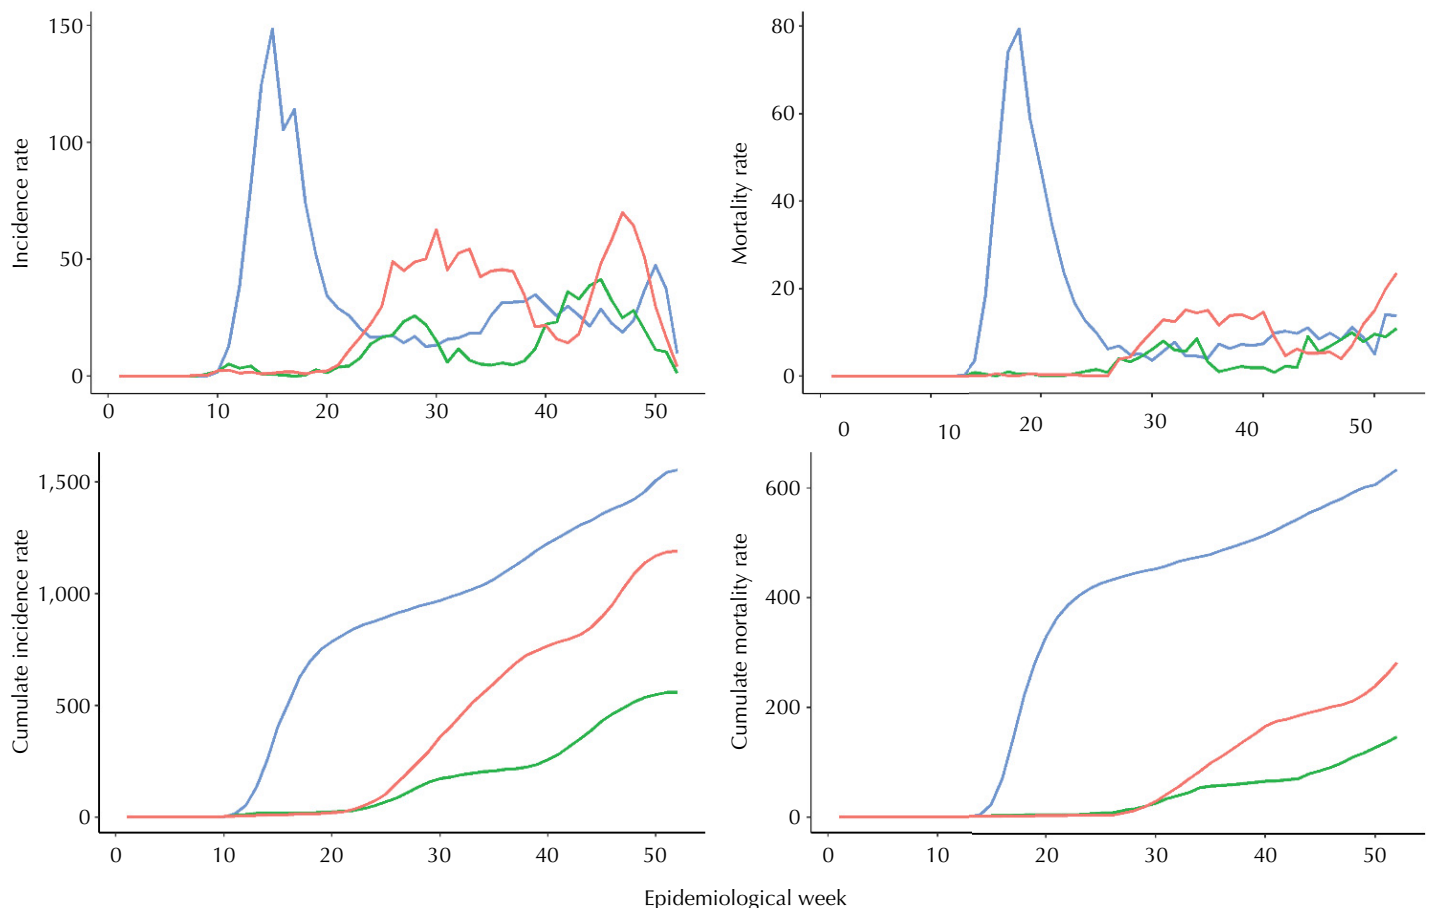 Incidence rate
150
100
50
0
0 10 20 30 40 50
Mortality rate
80
60
40
20
0
0 10 20 30 40 50
Cumulate incidence rate
1,500
1,000
500
0
0 10 20 30 40 50
Cumulate mortality rate
600
400
200
0
0 10 20 30 40 50
Epidemiological week